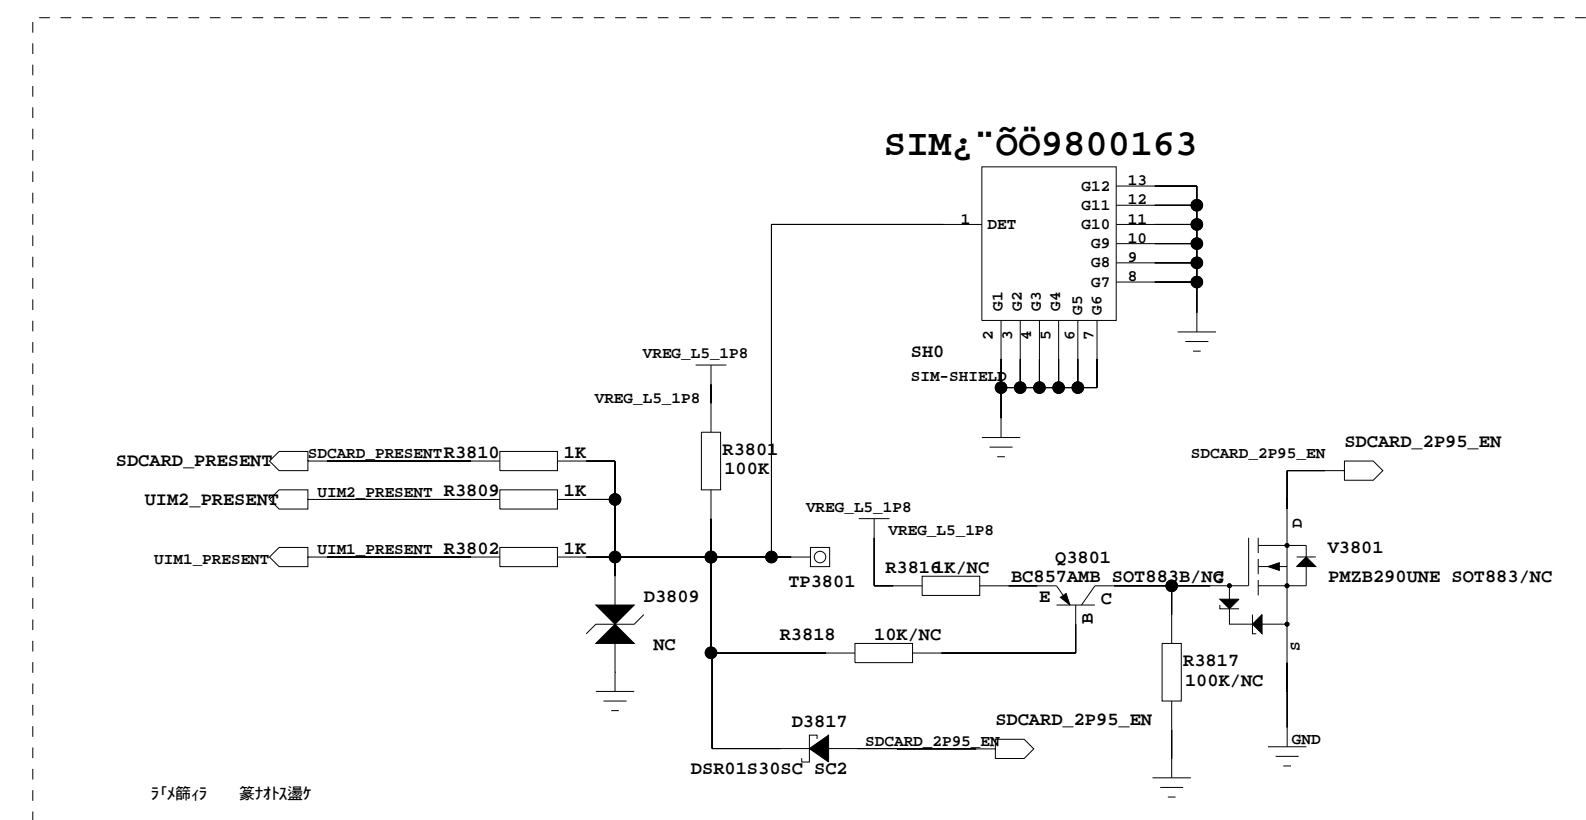 SIM¿¨ÕÖ9800163
G12 13
G11 12
1 DET G10 11
G9 10
G8 9
G7 8
G1 G2 G3 G4 G5 G6
2 3 4 5 6 7
SH0
SIM-SHIELD
VREG_L5_1P8
VREG_L5_1P8
R3801
100K
SDCARD_PRESENT SDCARD_PRESENT R3810 1K
UIM2_PRESENT UIM2_PRESENT R3809 1K
UIM1_PRESENT UIM1_PRESENT R3802 1K
TP3801
D3809
NC
SDCARD_2P95_EN SDCARD_2P95_EN
VREG_L5_1P8
VREG_L5_1P8
R3816 1K/NC
Q3801
BC857AMB SOT883B/NC
E C
B
D
G
S
V3801
PMZB290UNE SOT883/NC
R3818 10K/NC
R3817
100K/NC
D3817
SDCARD_2P95_EN SDCARD_2P95_EN
DSR01S30SC SC2
GND